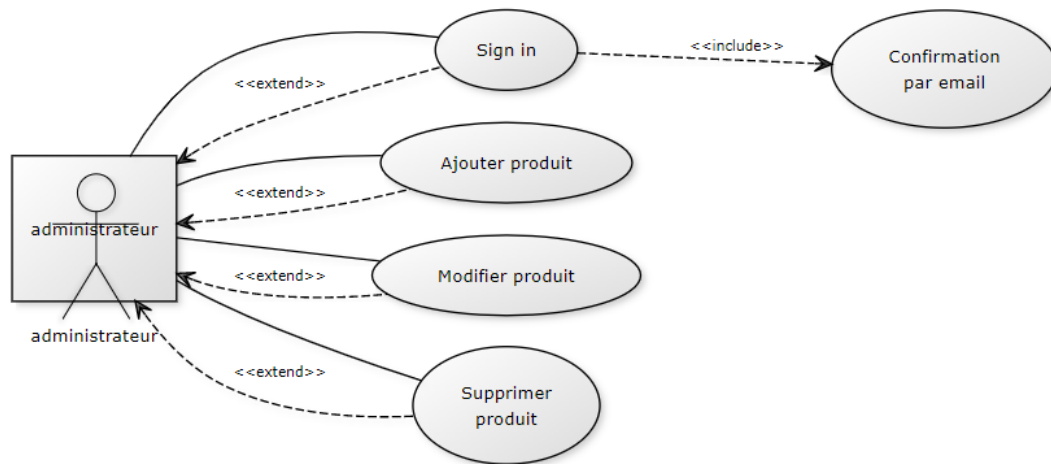 Sign in
<<include>>
Confirmation
par email
<<extend>>
Ajouter produit
<<extend>>
administrateur
Modifier produit
<<extend>>
administrateur
<<extend>>
Supprimer
produit